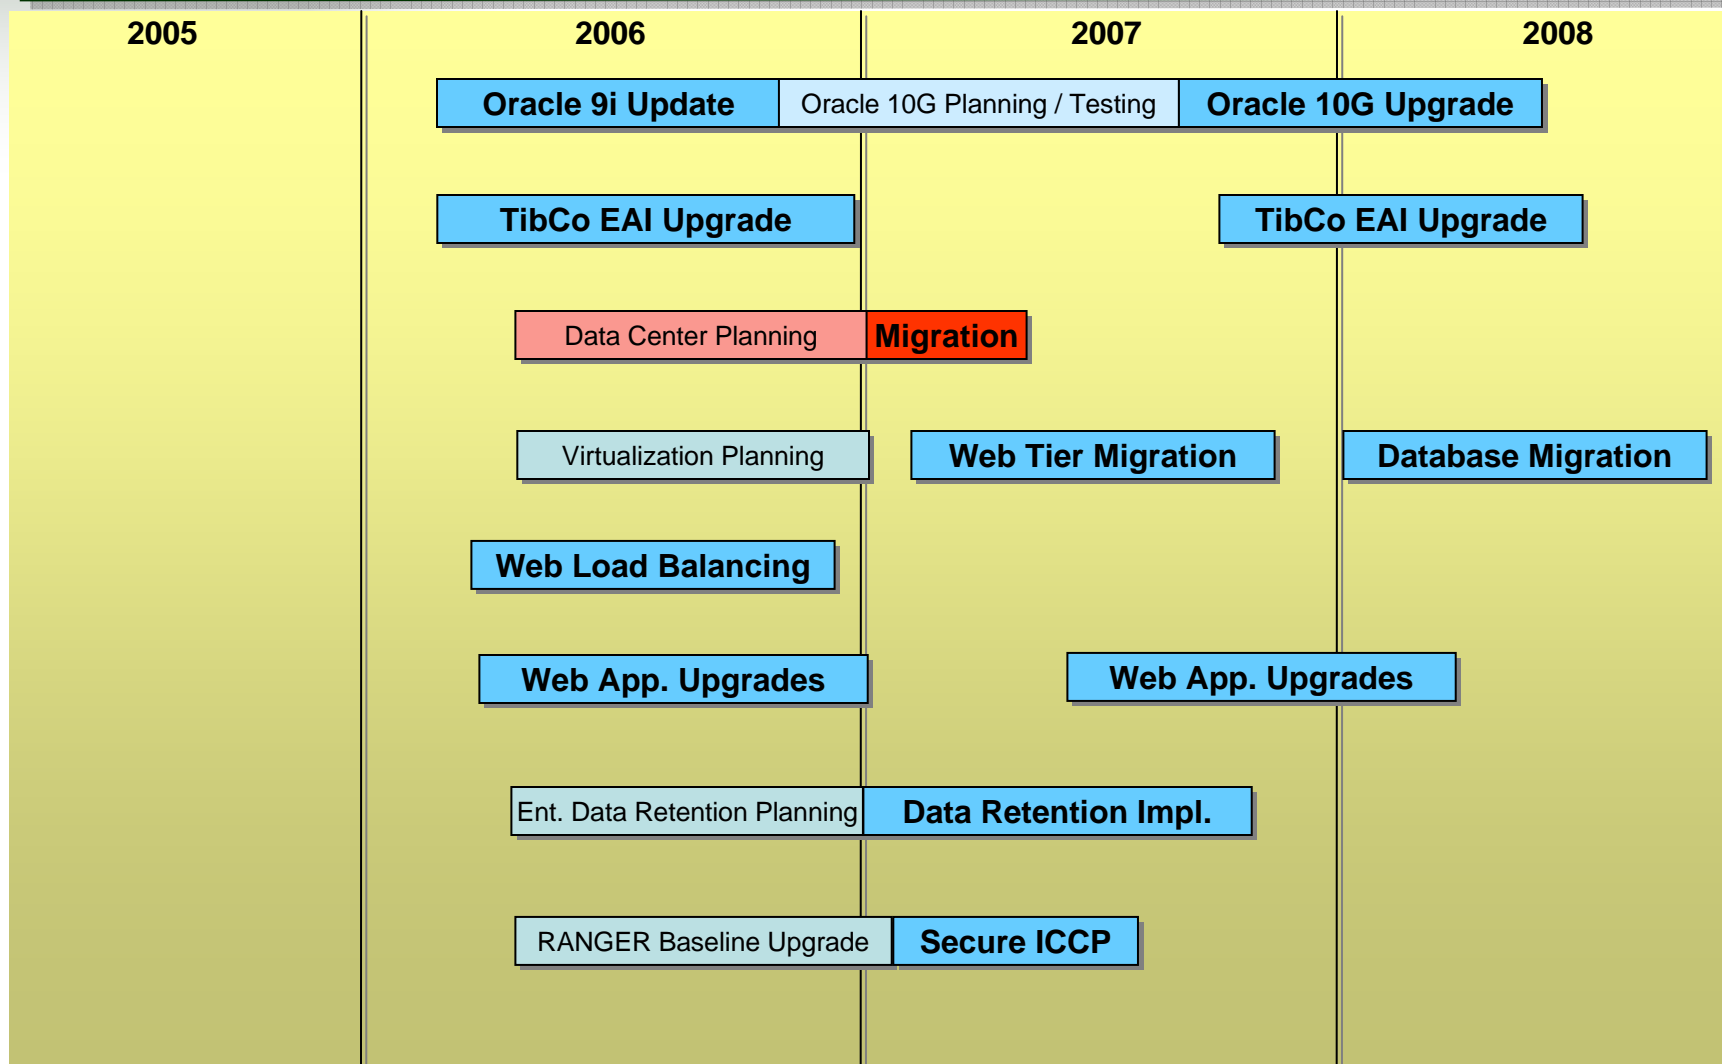 2005 2006 2007 2008
Oracle 9i Update Oracle 10G Planning / Testing Oracle 10G Upgrade
TibCo EAI Upgrade TibCo EAI Upgrade
Data Center Planning Migration
Virtualization Planning Web Tier Migration Database Migration
Web Load Balancing
Web App. Upgrades Web App. Upgrades
Ent. Data Retention Planning Data Retention Impl.
RANGER Baseline Upgrade Secure ICCP